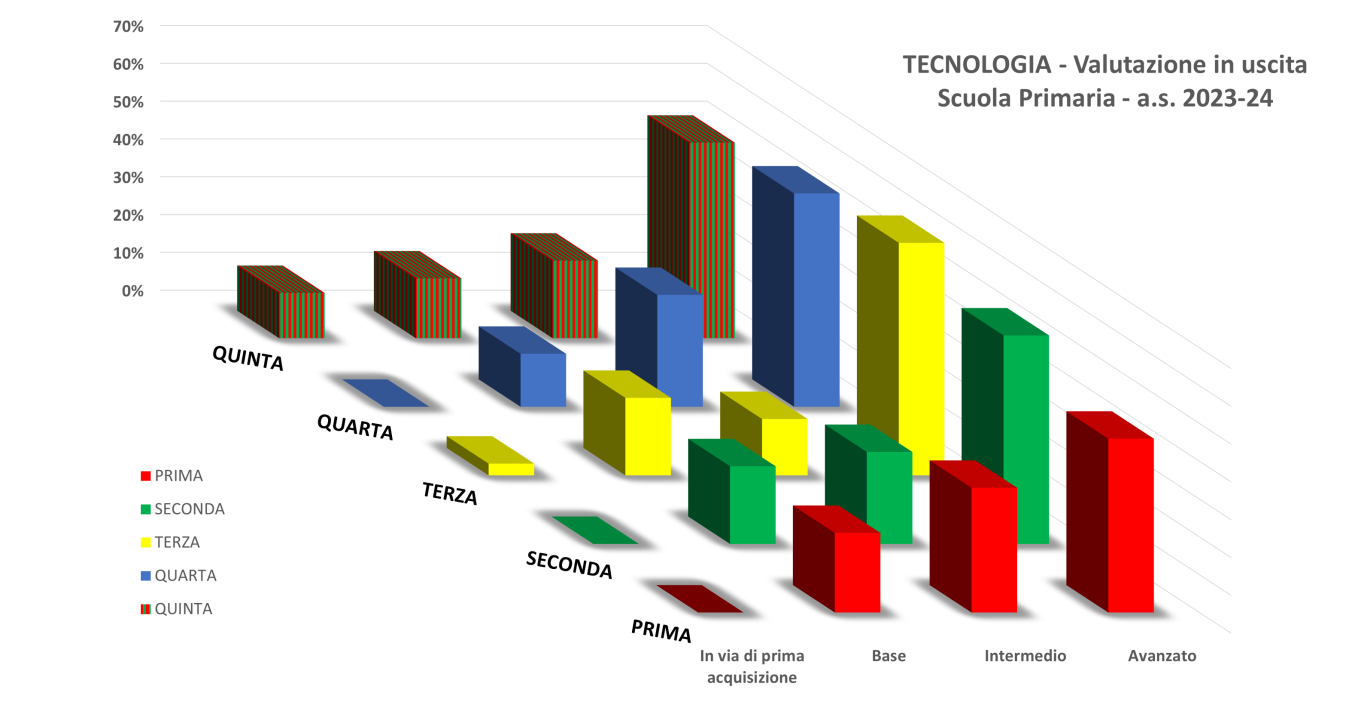 70%
60%
50%
40%
30%
20%
10%
0%
TECNOLOGIA - Valutazione in uscita
Scuola Primaria - a.s. 2023-24
QUINTA
QUARTA
TERZA
SECONDA
PRIMA
PRIMA
SECONDA
TERZA
QUARTA
QUINTA
In via di prima
acquisizione
Base
Intermedio
Avanzato